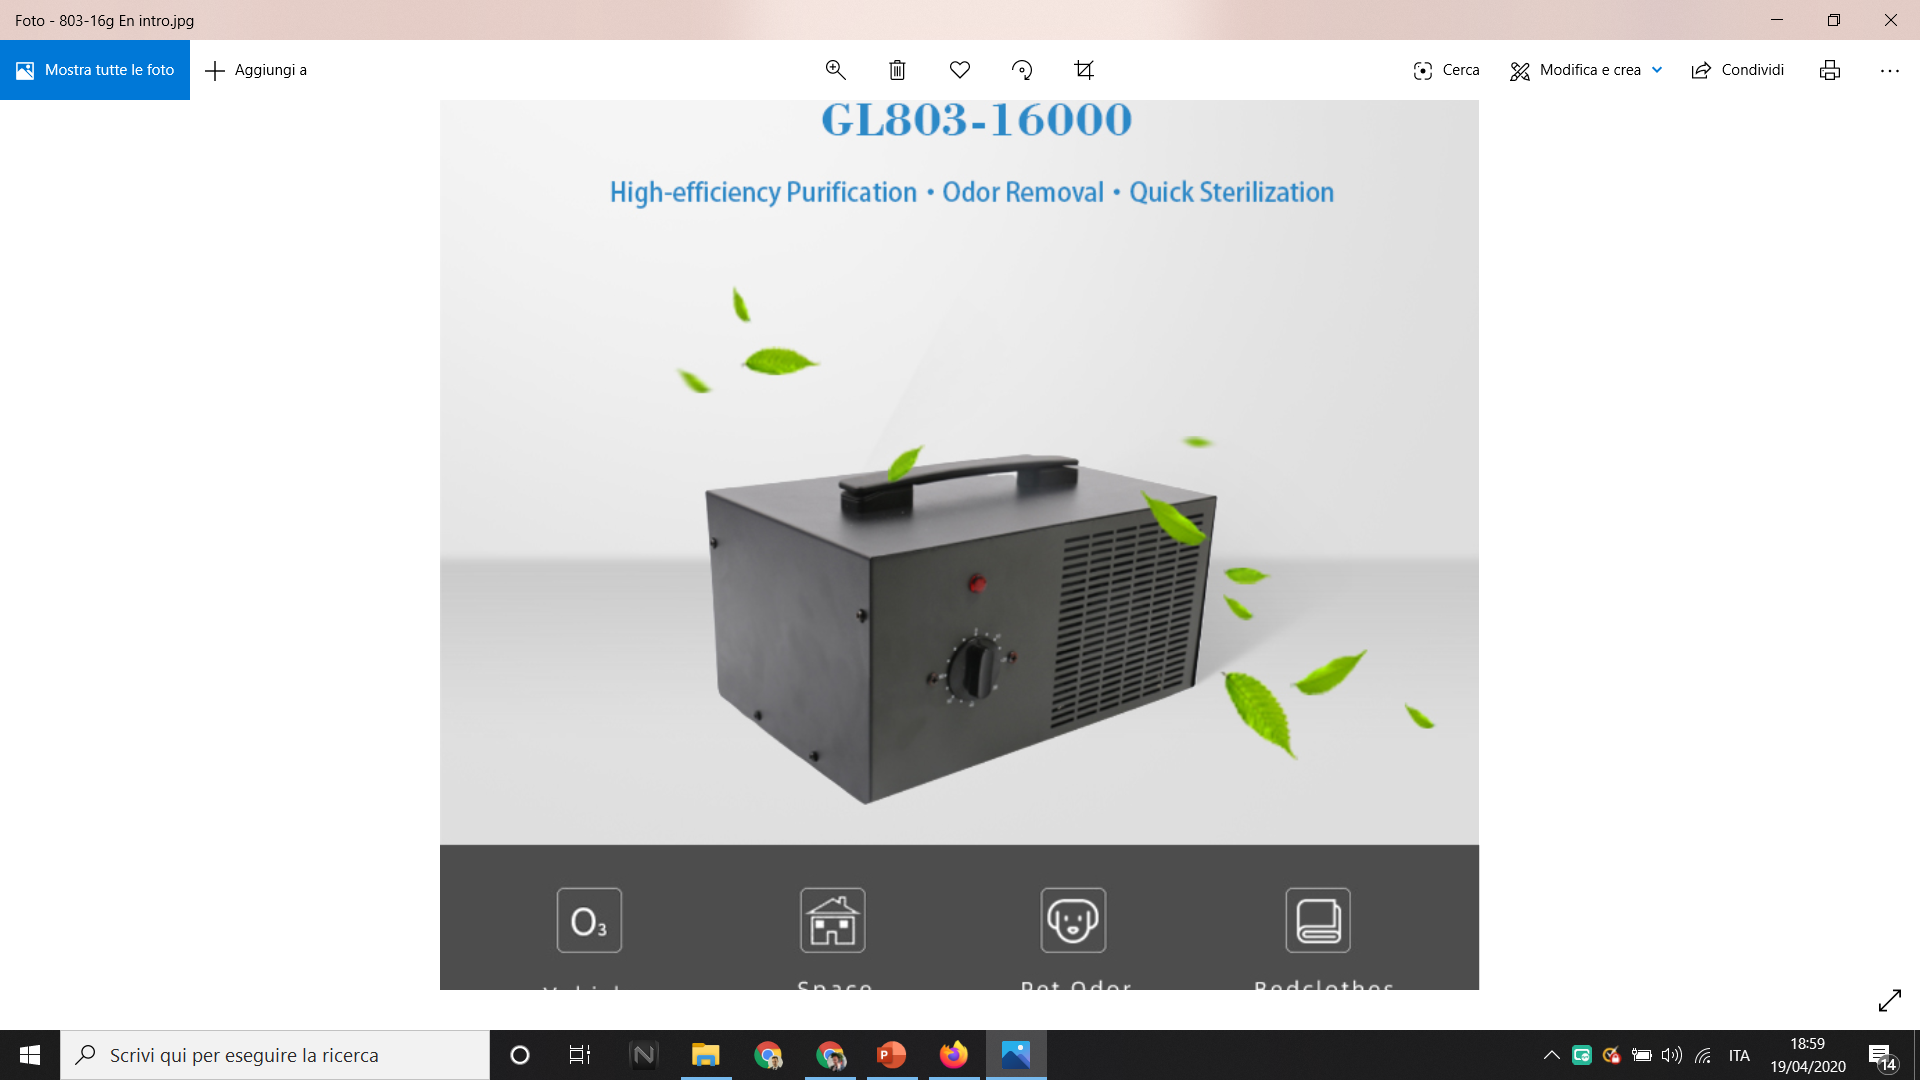 Foto - 803-16g En intro.jpg
Mostra tutte le foto
Aggiungi a
Cerca
Modifica e crea
Condividi
GL803-16000
High-efficiency Purification • Odor Removal • Quick Sterilization
O₃
Space
Pet Odor
Bedclothes
Scrivi qui per eseguire la ricerca
N
P
ITA
18:59
19/04/2020
14